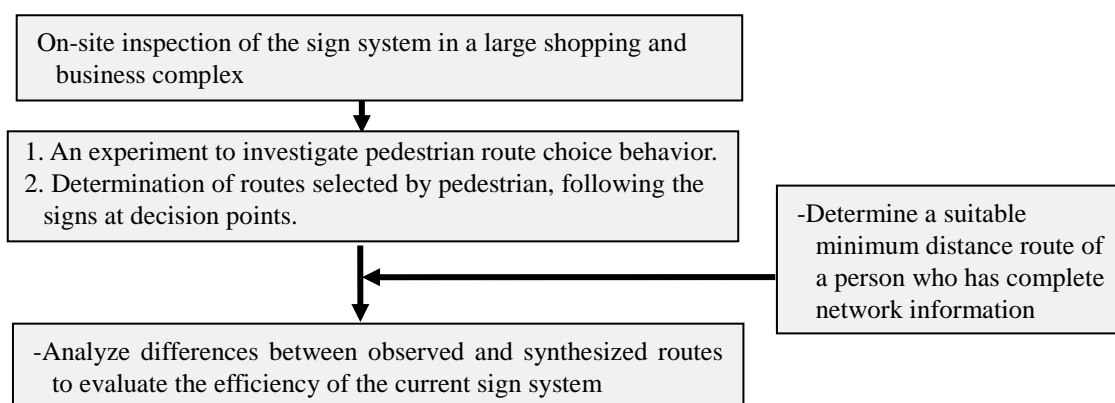 On-site inspection of the sign system in a large shopping and
business complex
1. An experiment to investigate pedestrian route choice behavior.
2. Determination of routes selected by pedestrian, following the
signs at decision points.
-Determine a suitable
minimum distance route of
a person who has complete
network information
-Analyze differences between observed and synthesized routes
to evaluate the efficiency of the current sign system